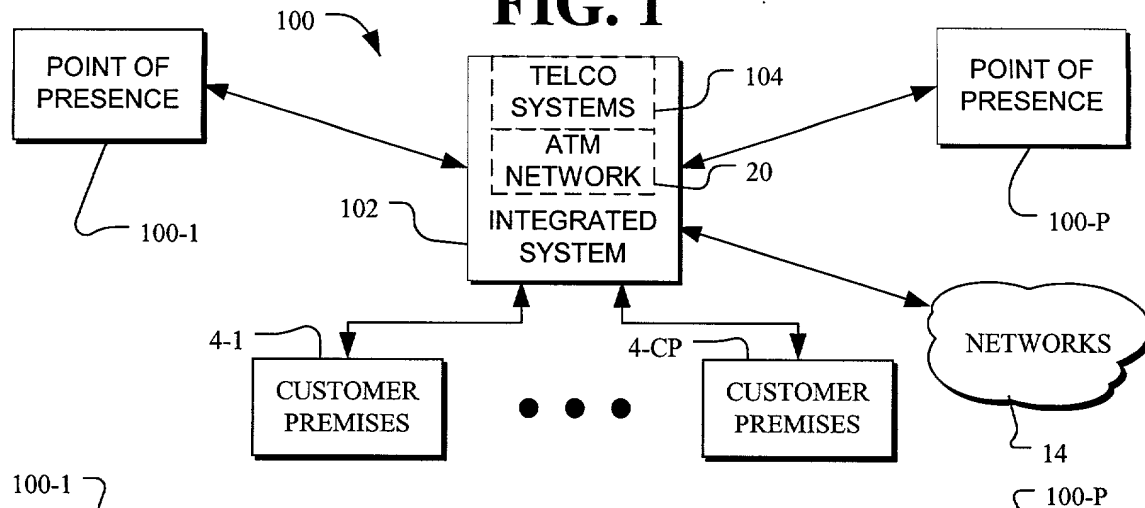 FIG. 1
100
POINT OF
PRESENCE
100-1
TELCO
SYSTEMS
104
ATM
NETWORK
20
102
INTEGRATED
SYSTEM
POINT OF
PRESENCE
100-P
4-1
CUSTOMER
PREMISES
4-CP
CUSTOMER
PREMISES
NETWORKS
14
100-1
100-P